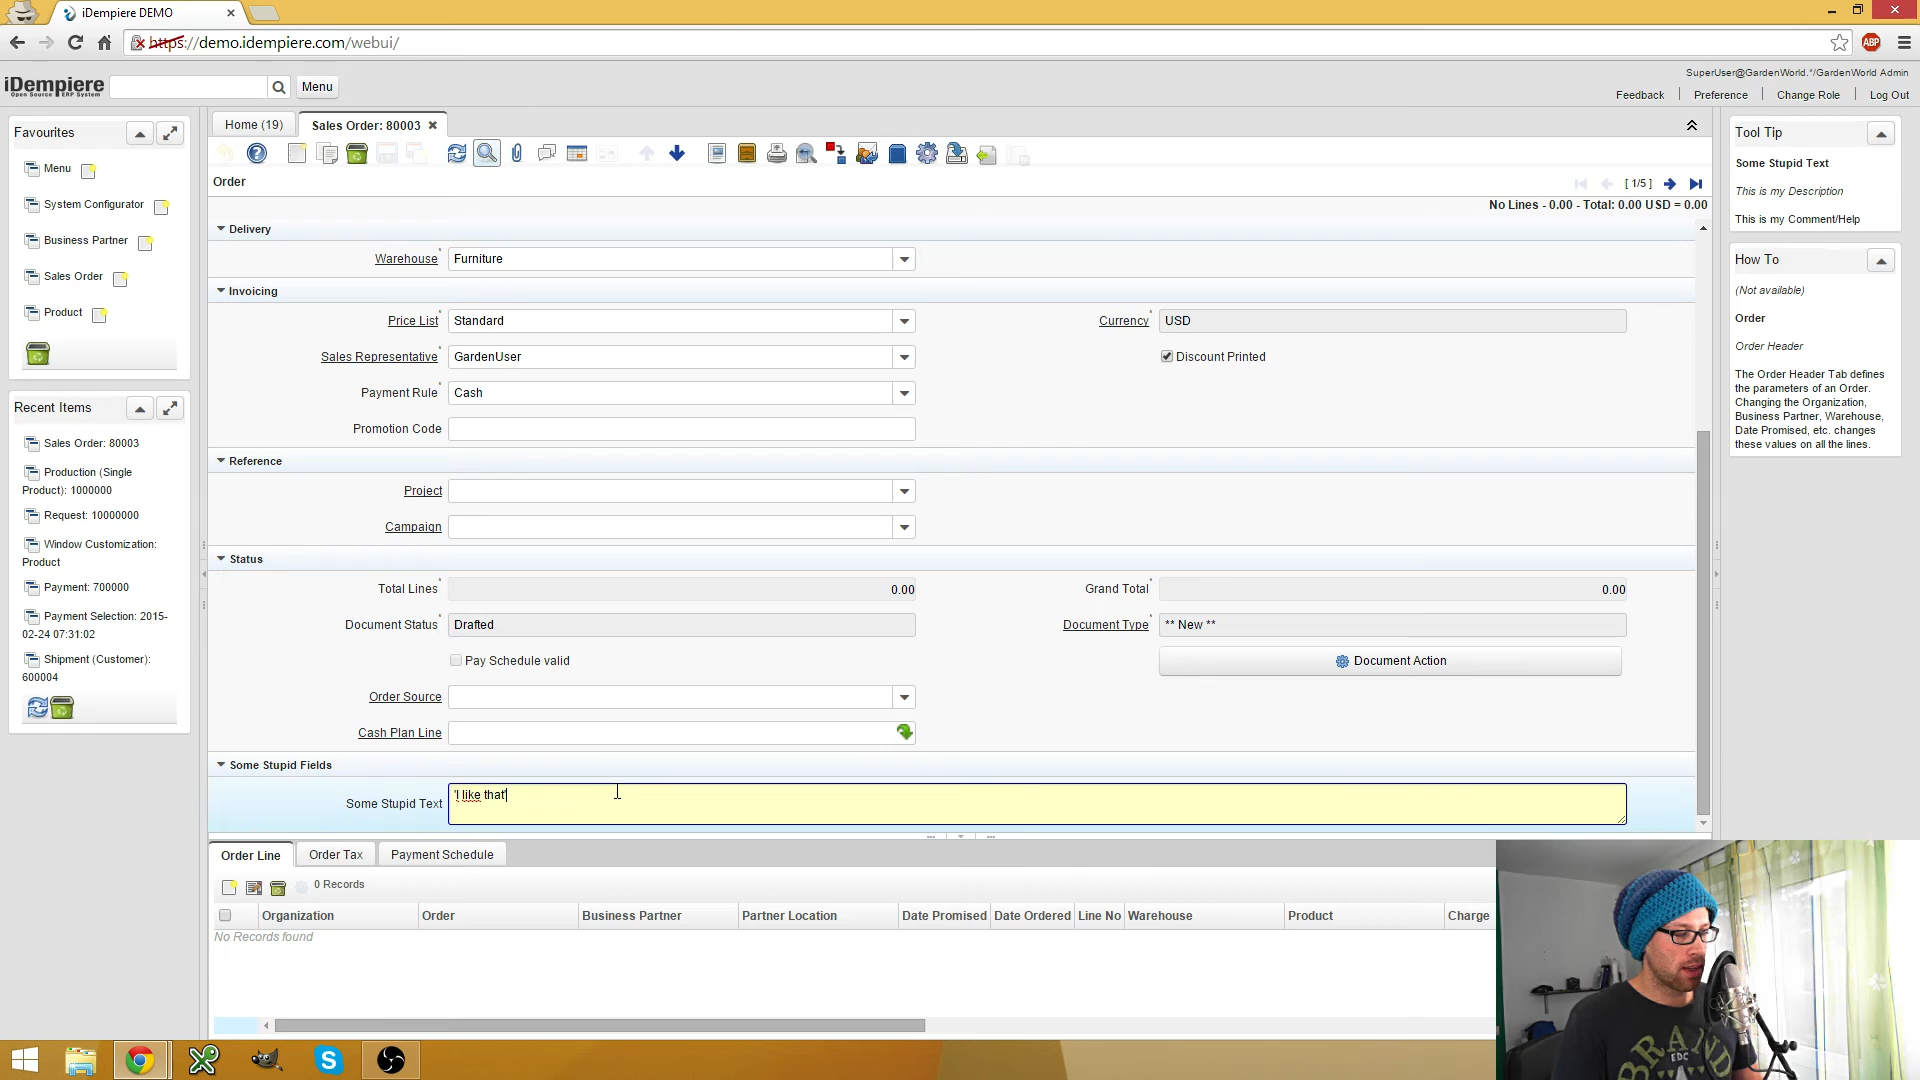 iDempiere DEMO
https://demo.idempiere.com/webui/
ABP
iDempiere
Open Source ERP System
Menu
SuperUser@GardenWorld.*/GardenWorld Admin
Feedback
Preference
Change Role
Log Out
Favourites
Menu
System Configurator
Business Partner
Sales Order
Product
Recent Items
Sales Order: 80003
Production (Single
Product): 1000000
Request: 10000000
Window Customization:
Product
Payment: 700000
Payment Selection: 2015-
02-24 07:31:02
Shipment (Customer):
600004
Home (19)
Sales Order: 80003
Order
[ 1/5 ]
No Lines - 0.00 - Total: 0.00 USD = 0.00
Delivery
Warehouse* Furniture
Invoicing
Price List* Standard
Currency* USD
Sales Representative* GardenUser
Discount Printed
Payment Rule* Cash
Promotion Code
Reference
Project
Campaign
Status
Total Lines* 0.00
Grand Total* 0.00
Document Status* Drafted
Document Type* ** New **
Pay Schedule valid
Document Action
Order Source
Cash Plan Line
Some Stupid Fields
Some Stupid Text 'I like that'
Order Line
Order Tax
Payment Schedule
0 Records
Organization Order Business Partner Partner Location Date Promised Date Ordered Line No Warehouse Product Charge
No Records found
Tool Tip
Some Stupid Text
This is my Description
This is my Comment/Help
How To
(Not available)
Order
Order Header
The Order Header Tab defines
the parameters of an Order.
Changing the Organization,
Business Partner, Warehouse,
Date Promised, etc. changes
these values on all the lines.
BRAND
EDC